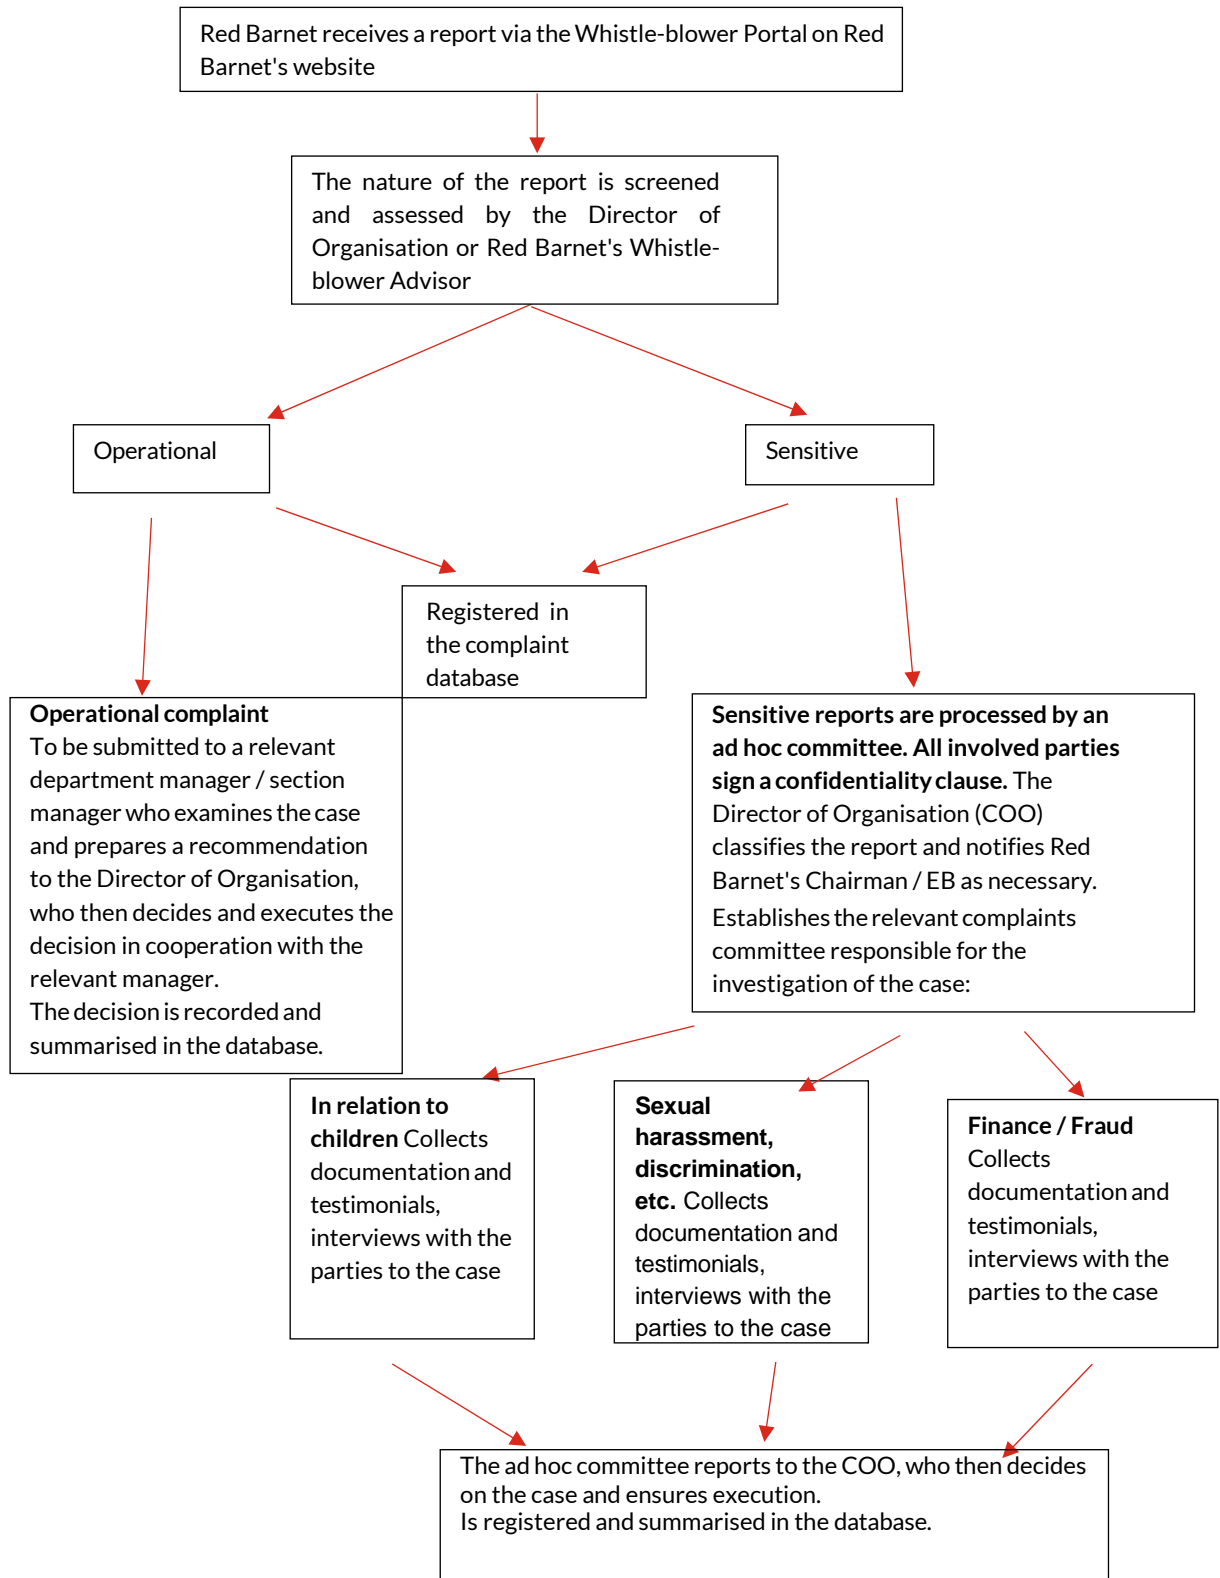 Red Barnet receives a report via the Whistle-blower Portal on Red
Barnet's website
The nature of the report is screened
and assessed by the Director of
Organisation or Red Barnet's Whistle-
blower Advisor
Operational
Sensitive
Registered in
the complaint
database
Operational complaint
To be submitted to a relevant
department manager / section
manager who examines the case
and prepares a recommendation
to the Director of Organisation,
who then decides and executes the
decision in cooperation with the
relevant manager.
The decision is recorded and
summarised in the database.
Sensitive reports are processed by an
ad hoc committee. All involved parties
sign a confidentiality clause. The
Director of Organisation (COO)
classifies the report and notifies Red
Barnet's Chairman / EB as necessary.
Establishes the relevant complaints
committee responsible for the
investigation of the case:
In relation to
children Collects
documentation and
testimonials,
interviews with the
parties to the case
Sexual
harassment,
discrimination,
etc. Collects
documentation and
testimonials,
interviews with the
parties to the case
Finance / Fraud
Collects
documentation and
testimonials,
interviews with the
parties to the case
The ad hoc committee reports to the COO, who then decides
on the case and ensures execution.
Is registered and summarised in the database.